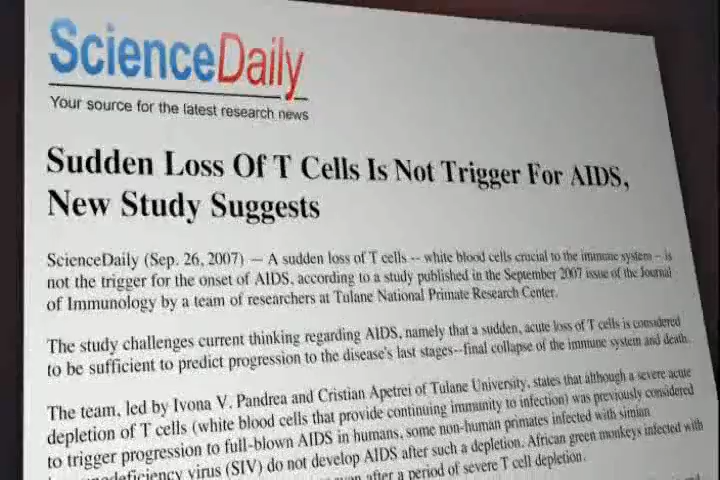 ScienceDaily
Your source for the latest research news
Sudden Loss Of T Cells Is Not Trigger For AIDS,
New Study Suggests
ScienceDaily (Sep. 26, 2007) — A sudden loss of T cells -- white blood cells crucial to the immune system -- is
not the trigger for the onset of AIDS, according to a study published in the September 2007 issue of the Journal
of Immunology by a team of researchers at Tulane National Primate Research Center.
The study challenges current thinking regarding AIDS, namely that a sudden, acute loss of T cells is considered
to be sufficient to predict progression to the disease's last stages--final collapse of the immune system and death.
The team, led by Ivona V. Pandrea and Cristian Apetrei of Tulane University, states that although a severe acute
depletion of T cells (white blood cells that provide continuing immunity to infection) was previously considered
to trigger progression to full-blown AIDS in humans, some non-human primates infected with simian
immunodeficiency virus (SIV) do not develop AIDS after such a depletion. African green monkeys infected with
after a period of severe T cell depletion.